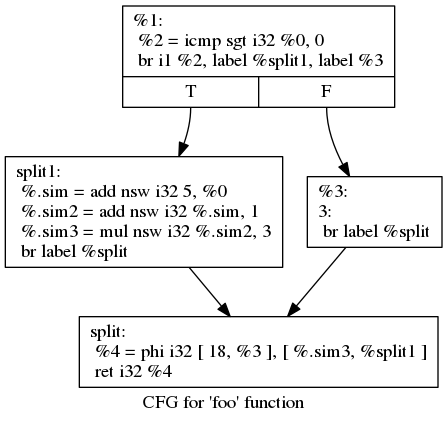 %1:
%2 = icmp sgt i32 %0, 0
br i1 %2, label %split1, label %3
T
F
split1:
%.sim = add nsw i32 5, %0
%.sim2 = add nsw i32 %.sim, 1
%.sim3 = mul nsw i32 %.sim2, 3
br label %split
%3:
3:
br label %split
split:
%4 = phi i32 [ 18, %3 ], [ %.sim3, %split1 ]
ret i32 %4
CFG for 'foo' function